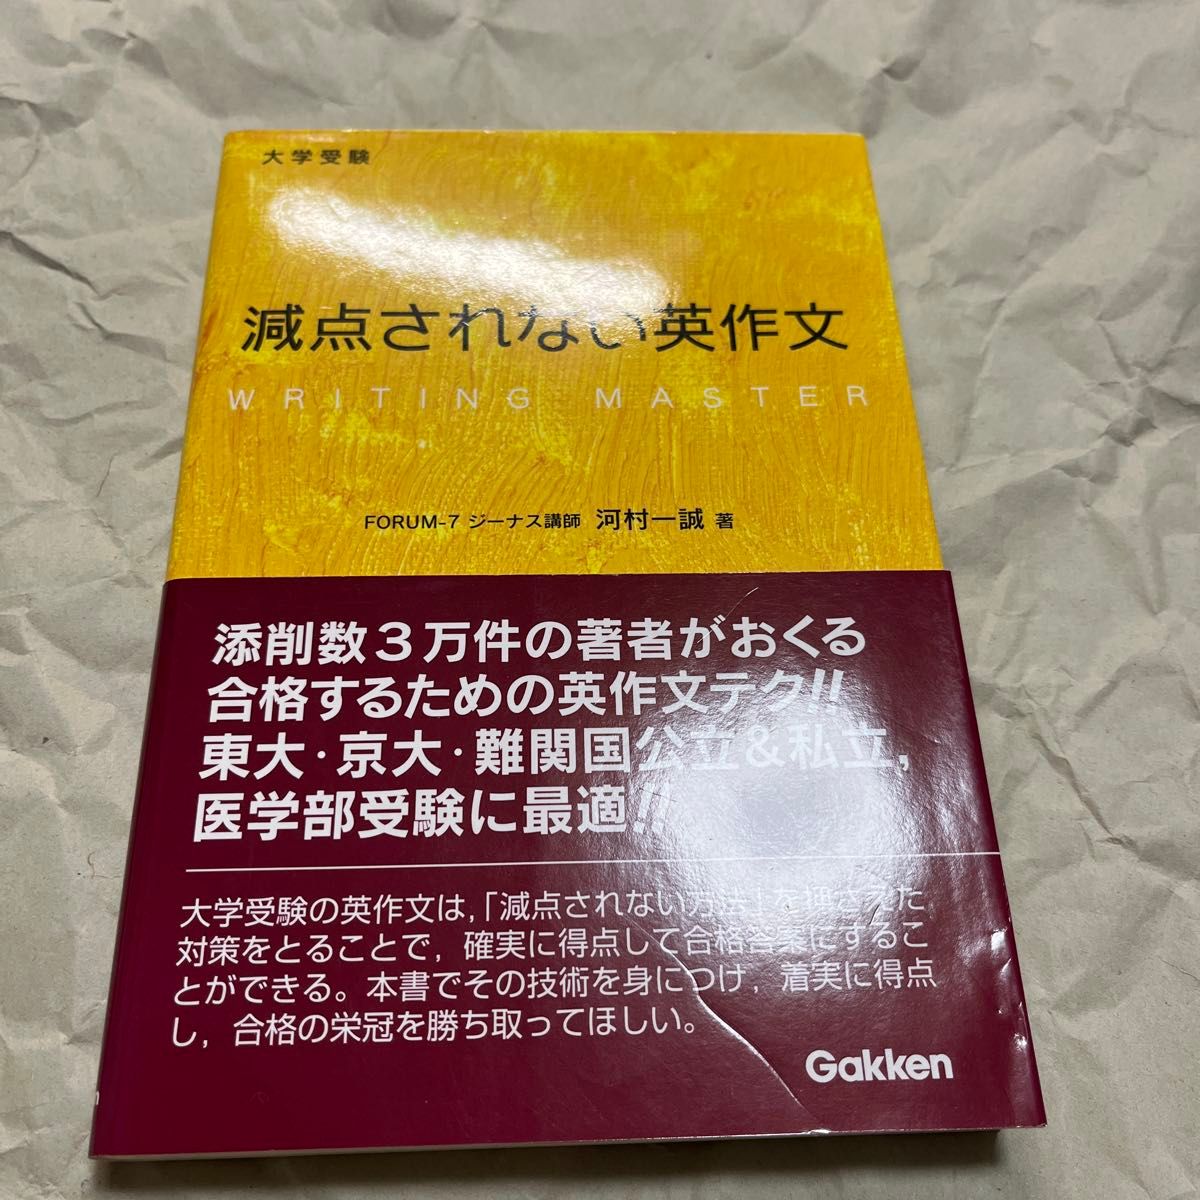 大学受験
減点されない英作文
WRITING MASTER
FORUM-7 ジーナス講師 河村一誠 著
添削数3万件の著者がおくる
合格するための英作文テク!!
東大・京大・難関国公立&私立,
医学部受験に最適!!
大学受験の英作文は,「減点されない方法」を押さえた
対策をとることで, 確実に得点して合格答案にするこ
とができる。本書でその技術を身につけ, 着実に得点
し, 合格の栄冠を勝ち取ってほしい。
Gakken